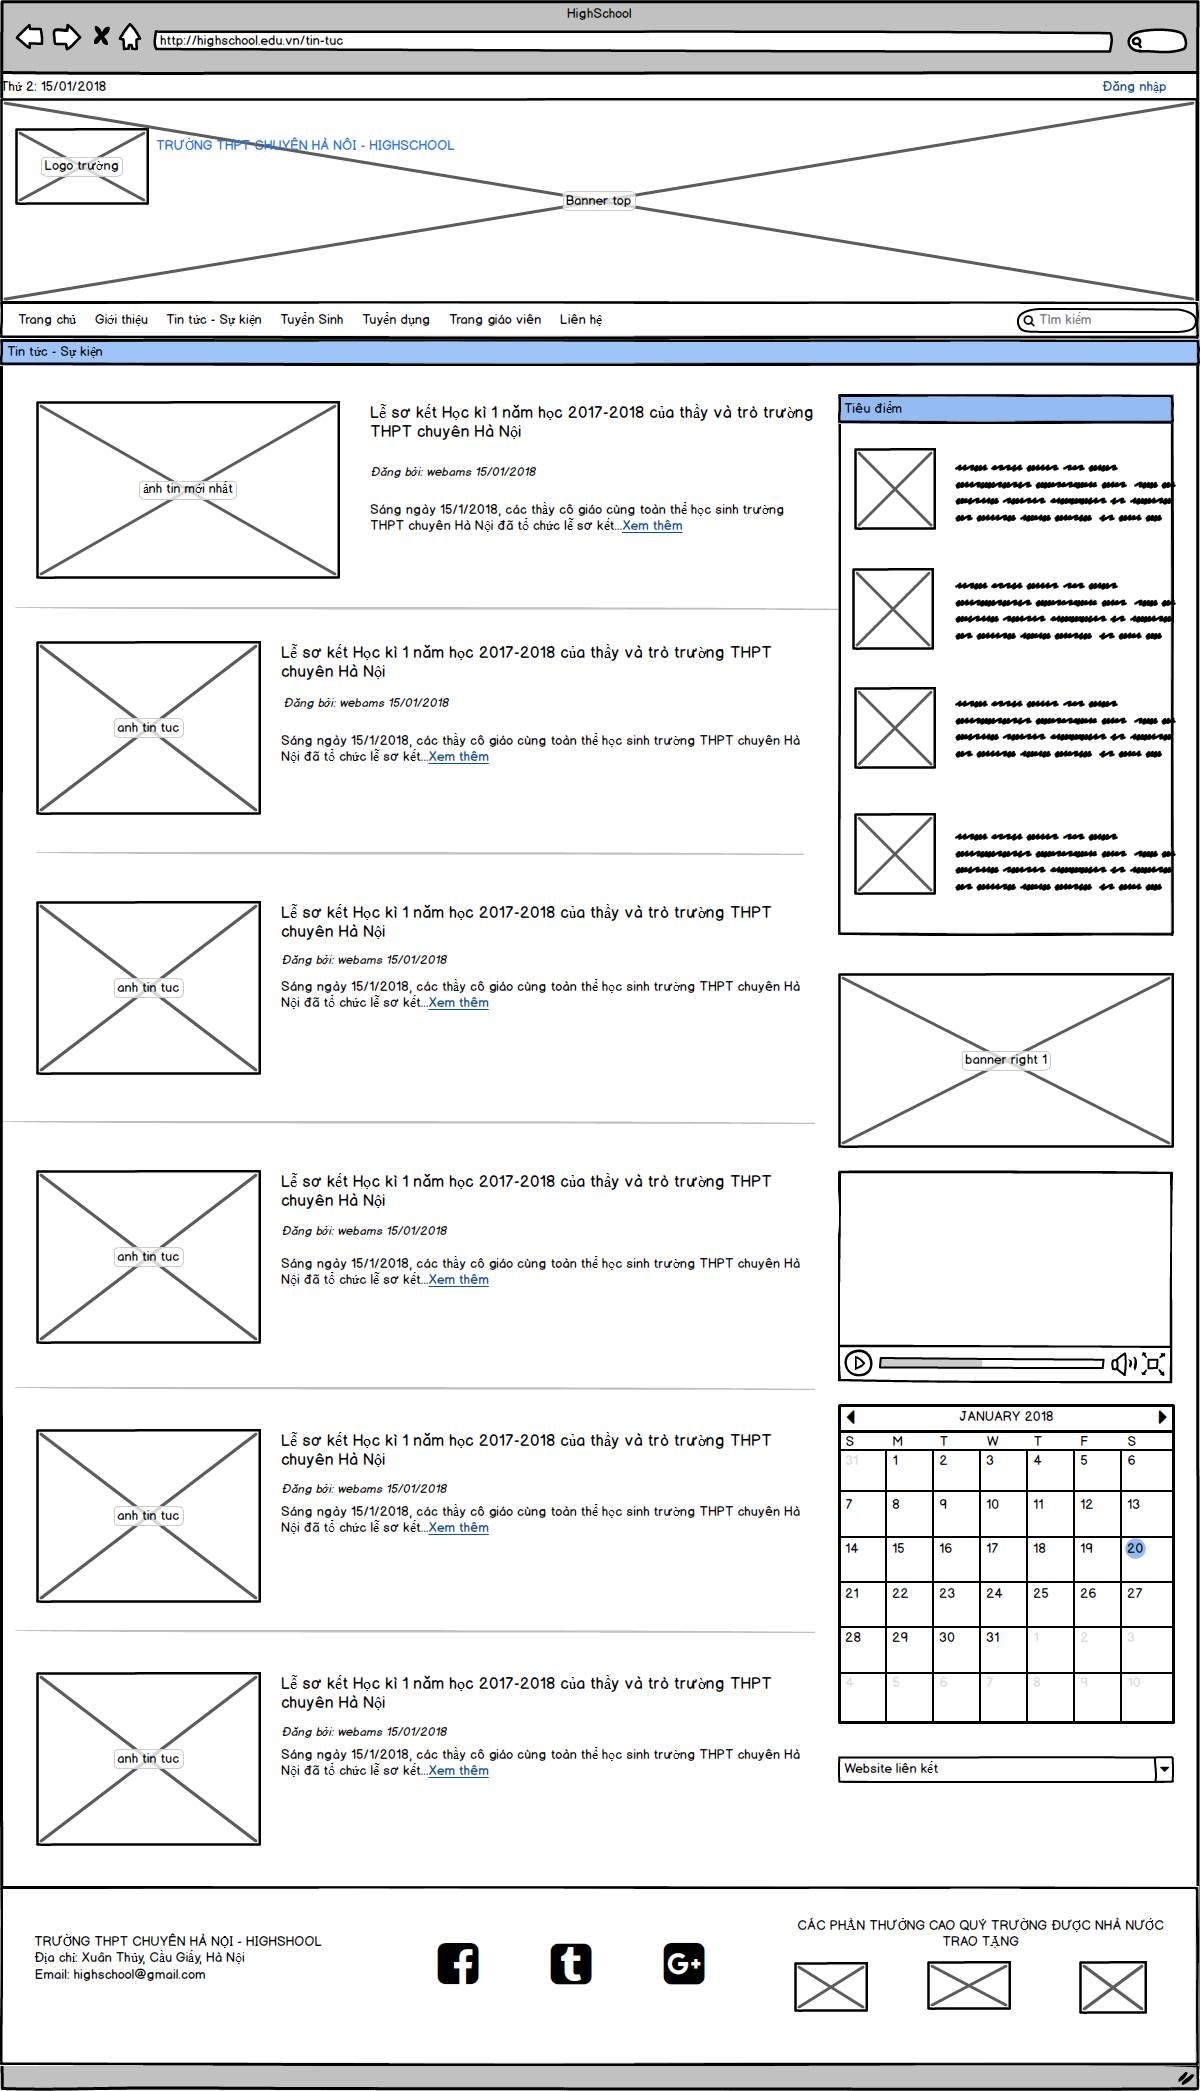 HighSchool
http://highschool.edu.vn/tin-tuc
Thứ 2: 15/01/2018
Đăng nhập
TRƯỜNG THPT CHUYÊN HÀ NÔI - HIGHSCHOOL
Logo trường
Banner top
Trang chủ Giới thiệu Tin tức - Sự kiện Tuyển Sinh Tuyển dụng Trang giáo viên Liên hệ
Tìm kiếm
Tin tức - Sự kiện
ảnh tin mới nhất
Lễ sơ kết Học kì 1 năm học 2017-2018 của thầy và trò trường
THPT chuyên Hà Nội
Đăng bởi: webams 15/01/2018
Sáng ngày 15/1/2018, các thầy cô giáo cùng toàn thể học sinh trường
THPT chuyên Hà Nội đã tổ chức lễ sơ kết...Xem thêm
anh tin tuc
Lễ sơ kết Học kì 1 năm học 2017-2018 của thầy và trò trường THPT
chuyên Hà Nội
Đăng bởi: webams 15/01/2018
Sáng ngày 15/1/2018, các thầy cô giáo cùng toàn thể học sinh trường THPT chuyên Hà
Nội đã tổ chức lễ sơ kết...Xem thêm
anh tin tuc
Lễ sơ kết Học kì 1 năm học 2017-2018 của thầy và trò trường THPT
chuyên Hà Nội
Đăng bởi: webams 15/01/2018
Sáng ngày 15/1/2018, các thầy cô giáo cùng toàn thể học sinh trường THPT chuyên Hà
Nội đã tổ chức lễ sơ kết...Xem thêm
anh tin tuc
Lễ sơ kết Học kì 1 năm học 2017-2018 của thầy và trò trường THPT
chuyên Hà Nội
Đăng bởi: webams 15/01/2018
Sáng ngày 15/1/2018, các thầy cô giáo cùng toàn thể học sinh trường THPT chuyên Hà
Nội đã tổ chức lễ sơ kết...Xem thêm
anh tin tuc
Lễ sơ kết Học kì 1 năm học 2017-2018 của thầy và trò trường THPT
chuyên Hà Nội
Đăng bởi: webams 15/01/2018
Sáng ngày 15/1/2018, các thầy cô giáo cùng toàn thể học sinh trường THPT chuyên Hà
Nội đã tổ chức lễ sơ kết...Xem thêm
anh tin tuc
Lễ sơ kết Học kì 1 năm học 2017-2018 của thầy và trò trường THPT
chuyên Hà Nội
Đăng bởi: webams 15/01/2018
Sáng ngày 15/1/2018, các thầy cô giáo cùng toàn thể học sinh trường THPT chuyên Hà
Nội đã tổ chức lễ sơ kết...Xem thêm
Tiêu điểm
banner right 1
JANUARY 2018
S M T W T F S
31 1 2 3 4 5 6
7 8 9 10 11 12 13
14 15 16 17 18 19 20
21 22 23 24 25 26 27
28 29 30 31 1 2 3
4 5 6 7 8 9 10
Website liên kết
TRƯỜNG THPT CHUYÊN HÀ NỘI - HIGHSHOOL
Địa chỉ: Xuân Thủy, Cầu Giấy, Hà Nội
Email: highschool@gmail.com
CÁC PHẦN THƯỞNG CAO QUÝ TRƯỜNG ĐƯỢC NHÀ NƯỚC
TRAO TẶNG